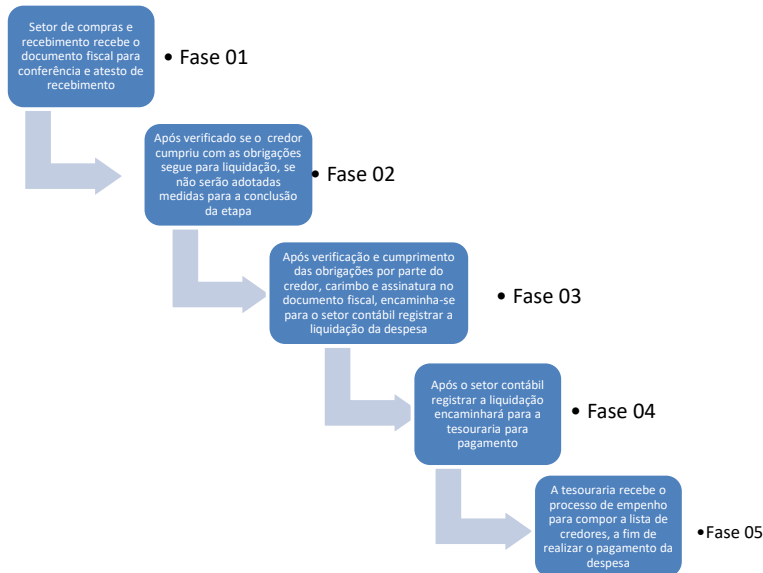 Setor de compras e
recebimento recebe o
documento fiscal para
conferência e atesto de
recebimento
• Fase 01
Após verificado se o credor
cumpriu com as obrigações
segue para liquidação, se
não serão adotadas
medidas para a conclusão
da etapa
• Fase 02
Após verificação e cumprimento
das obrigações por parte do
credor, carimbo e assinatura no
documento fiscal, encaminha-se
para o setor contábil registrar a
liquidação da despesa
• Fase 03
Após o setor contábil
registrar a liquidação
encaminhará para a
tesouraria para
pagamento
• Fase 04
A tesouraria recebe o
processo de empenho
para compor a lista de
credores, a fim de
realizar o pagamento da
despesa
•Fase 05